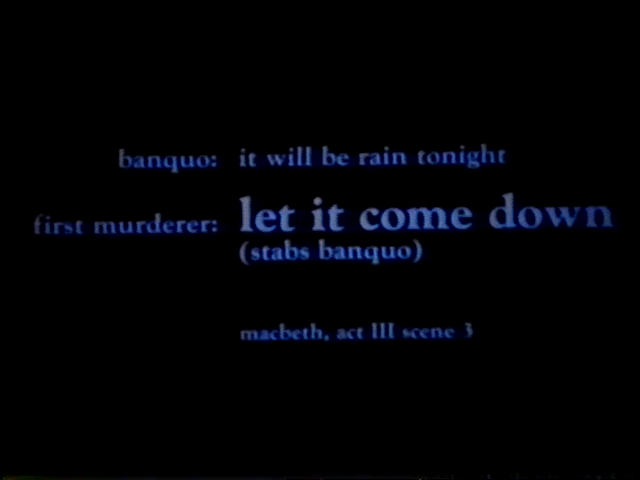 banquo: it will be rain tonight
first murderer: let it come down
(stabs banquo)
macbeth, act III scene 3